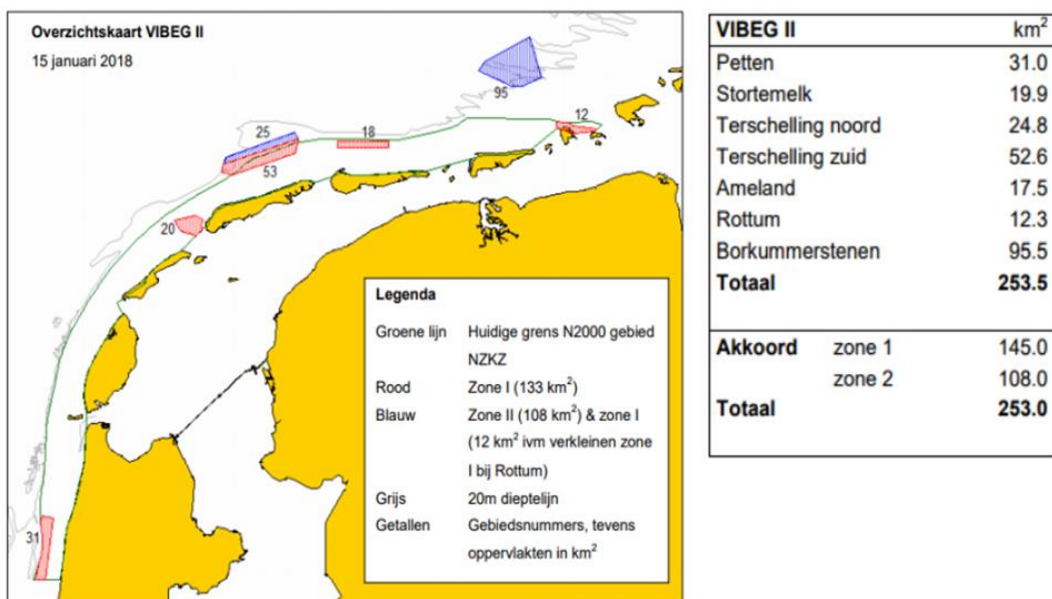 Overzichtskaart VIBEG II
15 januari 2018
95
12
25
18
53
20
31
Legenda
Groene lijn Huidige grens N2000 gebied
NZKZ
Rood Zone I (133 km²)
Blauw Zone II (108 km²) & zone I
(12 km² ivm verkleinen zone
I bij Rottum)
Grijs 20m dieptelijn
Getallen Gebiedsnummers, tevens
oppervlakten in km²
VIBEG II km²
Petten 31.0
Stortemelk 19.9
Terschelling noord 24.8
Terschelling zuid 52.6
Ameland 17.5
Rottum 12.3
Borkummerstenen 95.5
Totaal 253.5
Akkoord zone 1 145.0
zone 2 108.0
Totaal 253.0